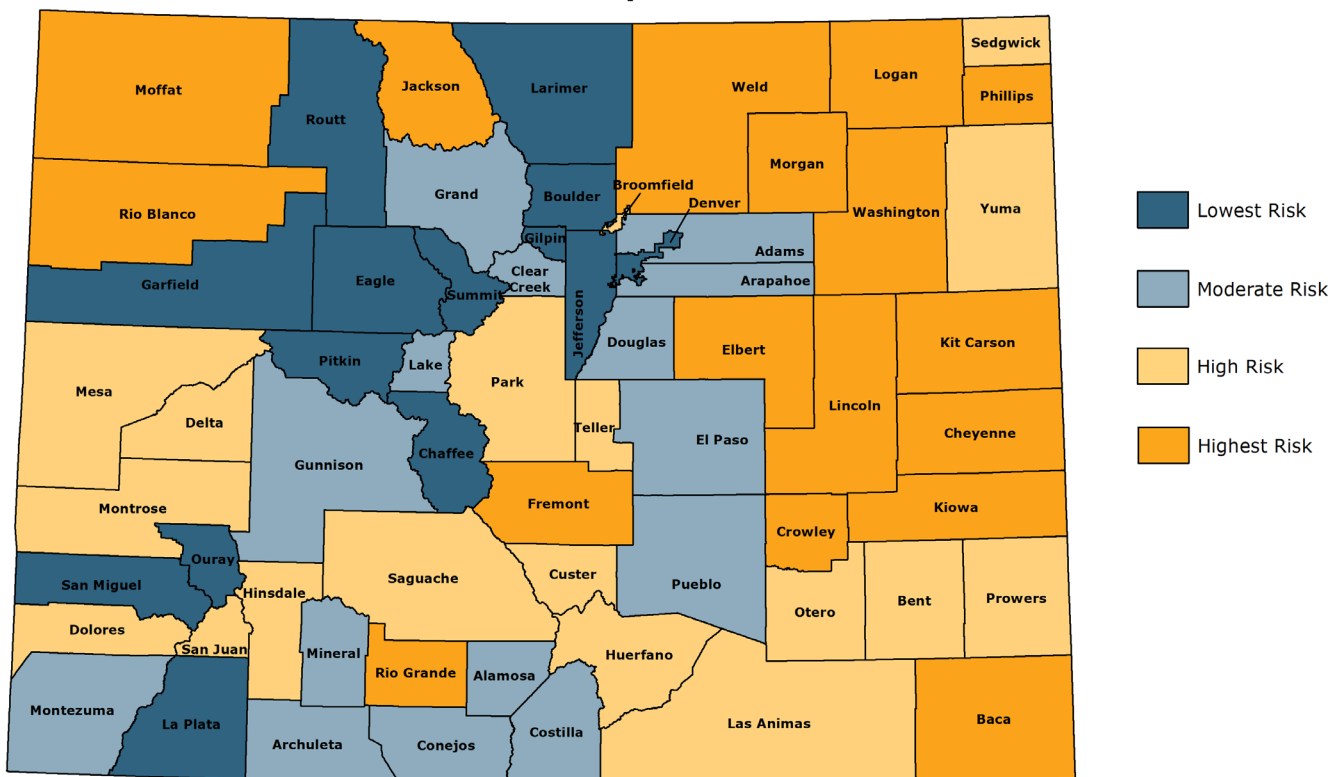 Sedgwick
Logan
Moffat
Jackson
Larimer
Weld
Phillips
Routt
Morgan
Grand
Boulder
Broomfield
Denver
Rio Blanco
Washington
Yuma
Lowest Risk
Gilpin
Adams
Clear
Creek
Garfield
Eagle
Summit
Arapahoe
Moderate Risk
Jefferson
Douglas
Elbert
Kit Carson
Pitkin
Lake
Park
High Risk
Mesa
Lincoln
Delta
Teller
El Paso
Cheyenne
Chaffee
Highest Risk
Gunnison
Montrose
Fremont
Crowley
Kiowa
Ouray
San Miguel
Hinsdale
Saguache
Custer
Pueblo
Otero
Bent
Prowers
Dolores
San Juan
Mineral
Huerfano
Rio Grande
Alamosa
Montezuma
La Plata
Las Animas
Baca
Archuleta
Conejos
Costilla